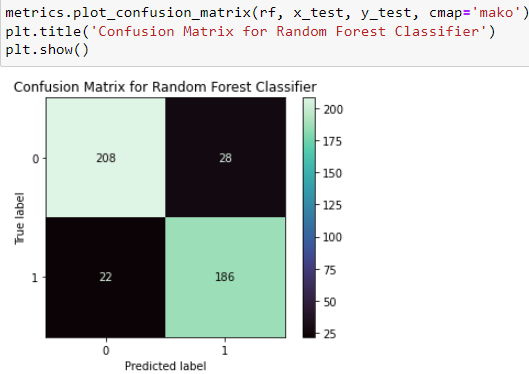 metrics.plot_confusion_matrix(rf, x_test, y_test, cmap='mako')
plt.title('Confusion Matrix for Random Forest Classifier')
plt.show()
Confusion Matrix for Random Forest Classifier
200
0 208 28
175
150
True label
125
100
75
1 22 186
50
25
0 1
Predicted label